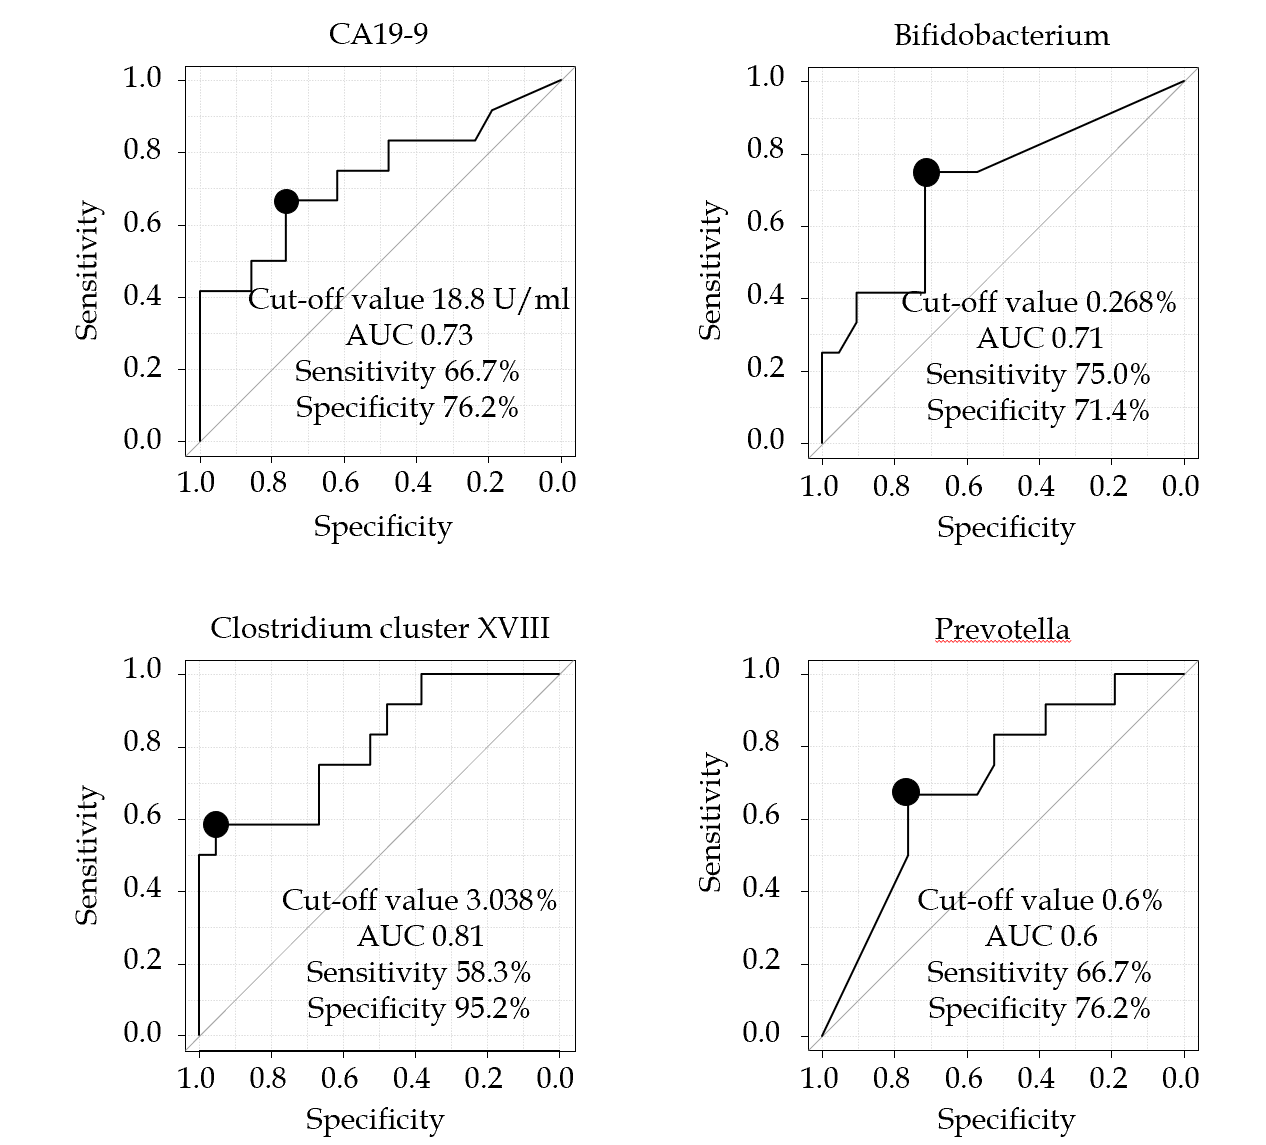 CA19-9
1.0
0.8
0.6
0.4
0.2
0.0
Sensitivity
Cut-off value 18.8 U/ml
AUC 0.73
Sensitivity 66.7%
Specificity 76.2%
1.0 0.8 0.6 0.4 0.2 0.0
Specificity
Bifidobacterium
1.0
0.8
0.6
0.4
0.2
0.0
Sensitivity
Cut-off value 0.268%
AUC 0.71
Sensitivity 75.0%
Specificity 71.4%
1.0 0.8 0.6 0.4 0.2 0.0
Specificity
Clostridium cluster XVIII
1.0
0.8
0.6
0.4
0.2
0.0
Sensitivity
Cut-off value 3.038%
AUC 0.81
Sensitivity 58.3%
Specificity 95.2%
1.0 0.8 0.6 0.4 0.2 0.0
Specificity
Prevotella
1.0
0.8
0.6
0.4
0.2
0.0
Sensitivity
Cut-off value 0.6%
AUC 0.6
Sensitivity 66.7%
Specificity 76.2%
1.0 0.8 0.6 0.4 0.2 0.0
Specificity